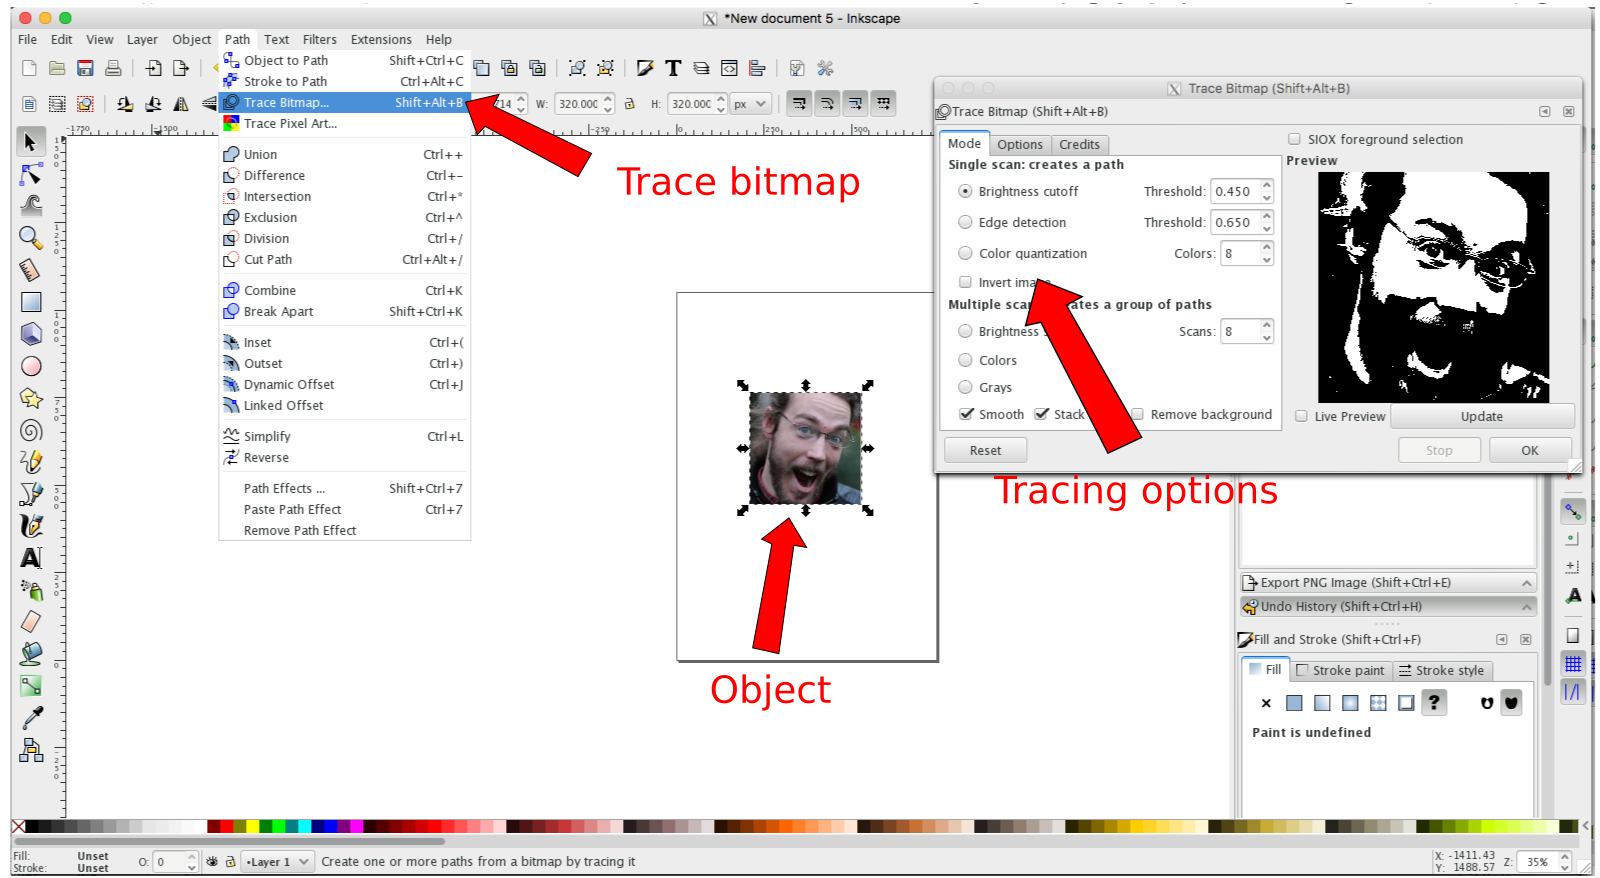 *New document 5 - Inkscape
File Edit View Layer Object Path Text Filters Extensions Help
Object to Path Shift+Ctrl+C
Stroke to Path Ctrl+Alt+C
Trace Bitmap... Shift+Alt+B
Trace Pixel Art...
Union Ctrl++
Difference Ctrl+-
Intersection Ctrl+*
Exclusion Ctrl+^
Division Ctrl+/
Cut Path Ctrl+Alt+/
Combine Ctrl+K
Break Apart Shift+Ctrl+K
Inset Ctrl+(
Outset Ctrl+)
Dynamic Offset Ctrl+J
Linked Offset
Simplify Ctrl+L
Reverse
Path Effects ... Shift+Ctrl+7
Paste Path Effect Ctrl+7
Remove Path Effect
714 W: 320.000 H: 320.000 px
-1750 -1500 -250 0 250 500
Trace bitmap
Object
Trace Bitmap (Shift+Alt+B)
Trace Bitmap (Shift+Alt+B)
Mode Options Credits
Single scan: creates a path
Brightness cutoff Threshold: 0.450
Edge detection Threshold: 0.650
Color quantization Colors: 8
Invert ima
Multiple sca ates a group of paths
Brightness s Scans: 8
Colors
Grays
Smooth Stack Remove background
Reset
SIOX foreground selection
Preview
Live Preview Update
Stop OK
Tracing options
Export PNG Image (Shift+Ctrl+E)
Undo History (Shift+Ctrl+H)
Fill and Stroke (Shift+Ctrl+F)
Fill Stroke paint Stroke style
?
Paint is undefined
Fill: Unset
Stroke: Unset
O: 0
•Layer 1
Create one or more paths from a bitmap by tracing it
X: -1411.43
Y: 1488.57
Z: 35%